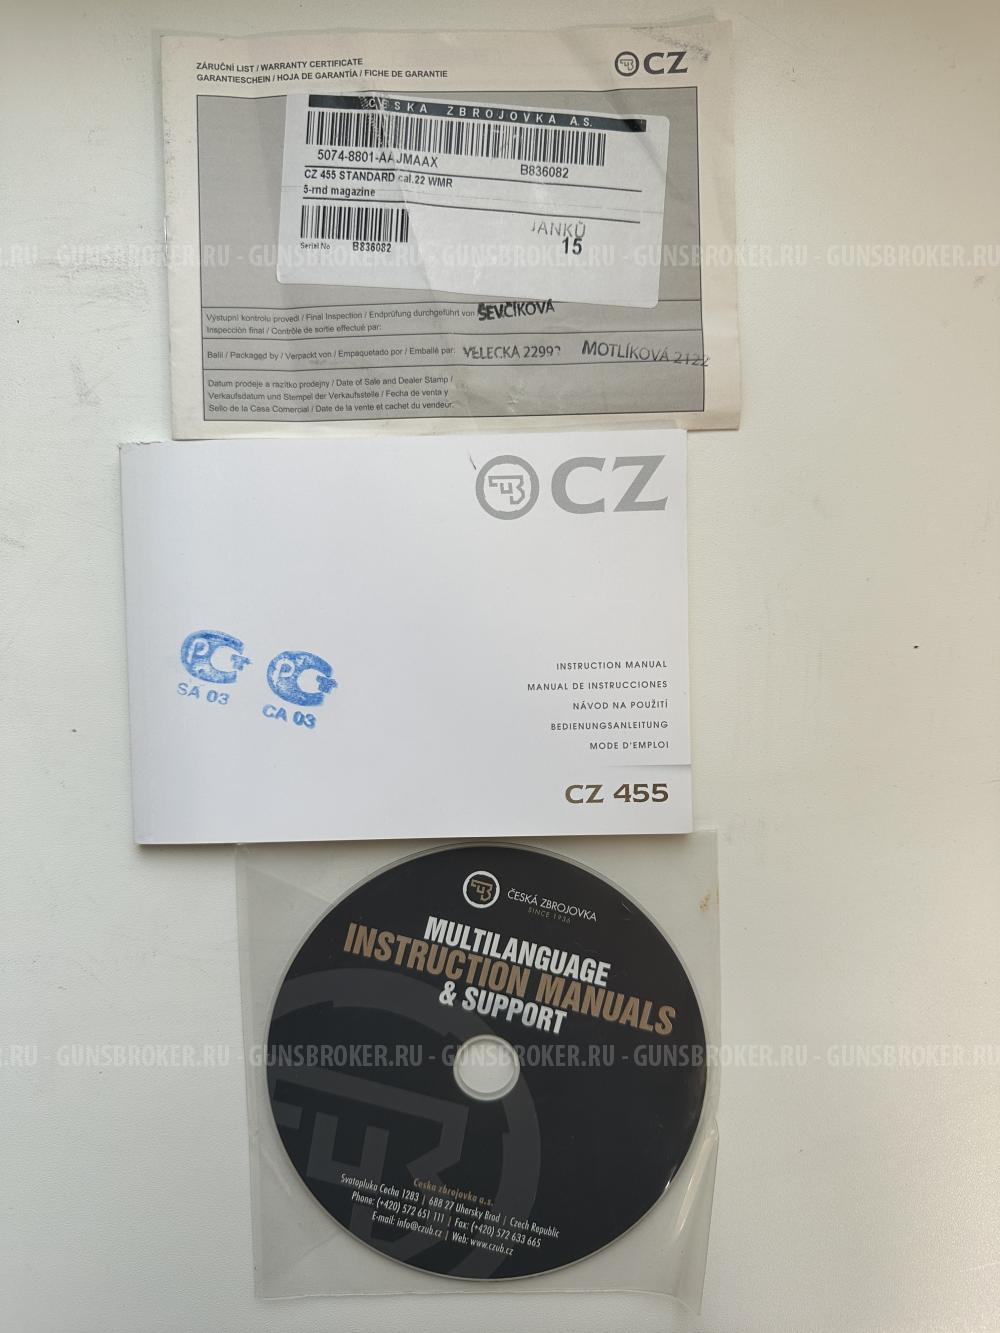 ZÁRUČNÍ LIST / WARRANTY CERTIFICATE
GARANTIESCHEIN / HOJA DE GARANTÍA / FICHE DE GARANTIE
CZ
ČESKÁ ZBROJOVKA A.S.
5074-8801-AAJMAAX
B836082
CZ 455 STANDARD cal.22 WMR
5-rnd magazine
Serial No B836082
JANKŮ
15
.RU - GUNSBROKER.RU - GUNSBROKER.RU - GUNSBROKER.RU - GUNSBROKER.RU
Výstupní kontrolu provedl / Final Inspection / Endprüfung durchgeführt von
ŠEVČÍKOVÁ
Inspección final / Contrôle de sortie effectué par:
Balil / Packaged by / Verpackt von / Empaquetado por / Emballé par:
VELECKÁ 2299?
MOTLÍKOVÁ 2122
Datum prodeje a razítko prodejny / Date of Sale and Dealer Stamp /
Verkaufsdatum und Stempel der Verkaufsstelle / Fecha de venta y
Sello de la Casa Comercial / Date de la vente et cachet du vendeur:
CZ
РСТ
SA 03
РСТ
CA 03
INSTRUCTION MANUAL
MANUAL DE INSTRUCCIONES
NÁVOD NA POUŽITÍ
BEDIENUNGSANLEITUNG
MODE D'EMPLOI
CZ 455
ČESKÁ ZBROJOVKA
SINCE 1936
MULTILANGUAGE
INSTRUCTION MANUALS
& SUPPORT
.RU - GUNSBROKER.RU - GUNSBROKER.RU - GUNSBROKER.RU - GUNSBROKER.RU
Ceska zbrojovka a.s.
Svatopluka Cecha 1283 | 688 27 Uhersky Brod | Czech Republic
Phone: (+420) 572 651 111 | Fax: (+420) 572 633 665
E-mail: info@czub.cz | Web: www.czub.cz